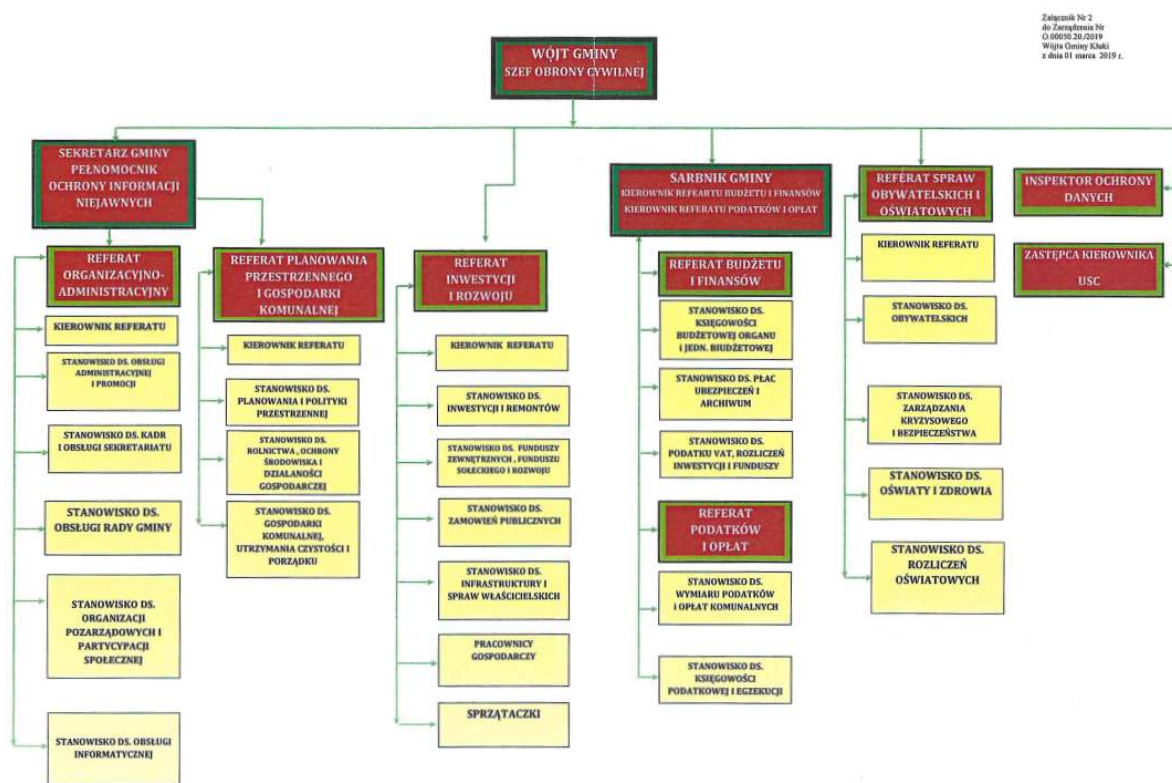 Załącznik Nr 2
do Zarządzenia Nr
O.00050.20./2019
Wójta Gminy Kluki
z dnia 01 marca 2019 r.
WÓJT GMINY
SZEF OBRONY CYWILNEJ
SEKRETARZ GMINY
PEŁNOMOCNIK
OCHRONY INFORMACJI
NIEJAWNYCH
REFERAT
ORGANIZACYJNO-
ADMINISTRACYJNY
KIEROWNIK REFERATU
STANOWISKO DS. OBSŁUGI
ADMINISTRACYJNEJ
I PROMOCJI
STANOWISKO DS. KADR
I OBSŁUGI SEKRETARIATU
STANOWISKO DS.
OBSŁUGI RADY GMINY
STANOWISKO DS.
ORGANIZACJI
POZARZĄDOWYCH I
PARTYCYPACJI
SPOŁECZNEJ
STANOWISKO DS. OBSŁUGI
INFORMATYCZNEJ
REFERAT PLANOWANIA
PRZESTRZENNEGO
I GOSPODARKI
KOMUNALNEJ
KIEROWNIK REFERATU
STANOWISKO DS.
PLANOWANIA I POLITYKI
PRZESTRZENNEJ
STANOWISKO DS.
ROLNICTWA , OCHRONY
ŚRODOWISKA I
DZIAŁANOŚCI
GOSPODARCZEJ
STANOWISKO DS.
GOSPODARKI
KOMUNALNEJ,
UTRZYMANIA CZYSTOŚCI I
PORZĄDKU
REFERAT
INWESTYCJI
I ROZWOJU
KIEROWNIK REFERATU
STANOWISKO DS.
INWESTYCJI I REMONTÓW
STANOWISKO DS. FUNDUSZY
ZEWNĘTRZNYCH , FUNDUSZU
SOŁECKIEGO I ROZWOJU
STANOWISKO DS.
ZAMOWIEŃ PUBLICZNYCH
STANOWISKO DS.
INFRASTRUKTURY I
SPRAW WŁAŚCICIELSKICH
PRACOWNICY
GOSPODARCZY
SPRZĄTACZKI
SARBNIK GMINY
KIEROWNIK REFEARTU BUDŻETU I FINANSÓW
KIEROWNIK REFERATU PODATKÓW I OPŁAT
REFERAT BUDŻETU
I FINANSÓW
STANOWISKO DS.
KSIĘGOWOŚCI
BUDŻETOWEJ ORGANU
i JEDN. BIUDŻETOWEJ
STANOWISKO DS. PŁAC
UBEZPIECZEŃ I
ARCHIWUM
STANOWISKO DS.
PODATKU VAT, ROZLICZEŃ
INWESTYCJI I FUNDUSZY
REFERAT
PODATKÓW
I OPŁAT
STANOWISKO DS.
WYMIARU PODATKÓW
i OPŁAT KOMUNALNYCH
STANOWISKO DS.
KSIĘGOWOŚCI
PODATKOWEJ I EGZEKUCJI
REFERAT SPRAW
OBYWATELSKICH I
OŚWIATOWYCH
KIEROWNIK REFERATU
STANOWISKO DS.
OBYWATELSKICH
STANOWISKO DS.
ZARZĄDZANIA
KRYZYSOWEGO
I BEZPIECZEŃSTWA
STANOWISKO DS.
OŚWIATY I ZDROWIA
STANOWISKO DS.
ROZLICZEŃ
OŚWIATOWYCH
INSPEKTOR OCHRONY
DANYCH
ZASTĘPCA KIEROWNIKA
USC